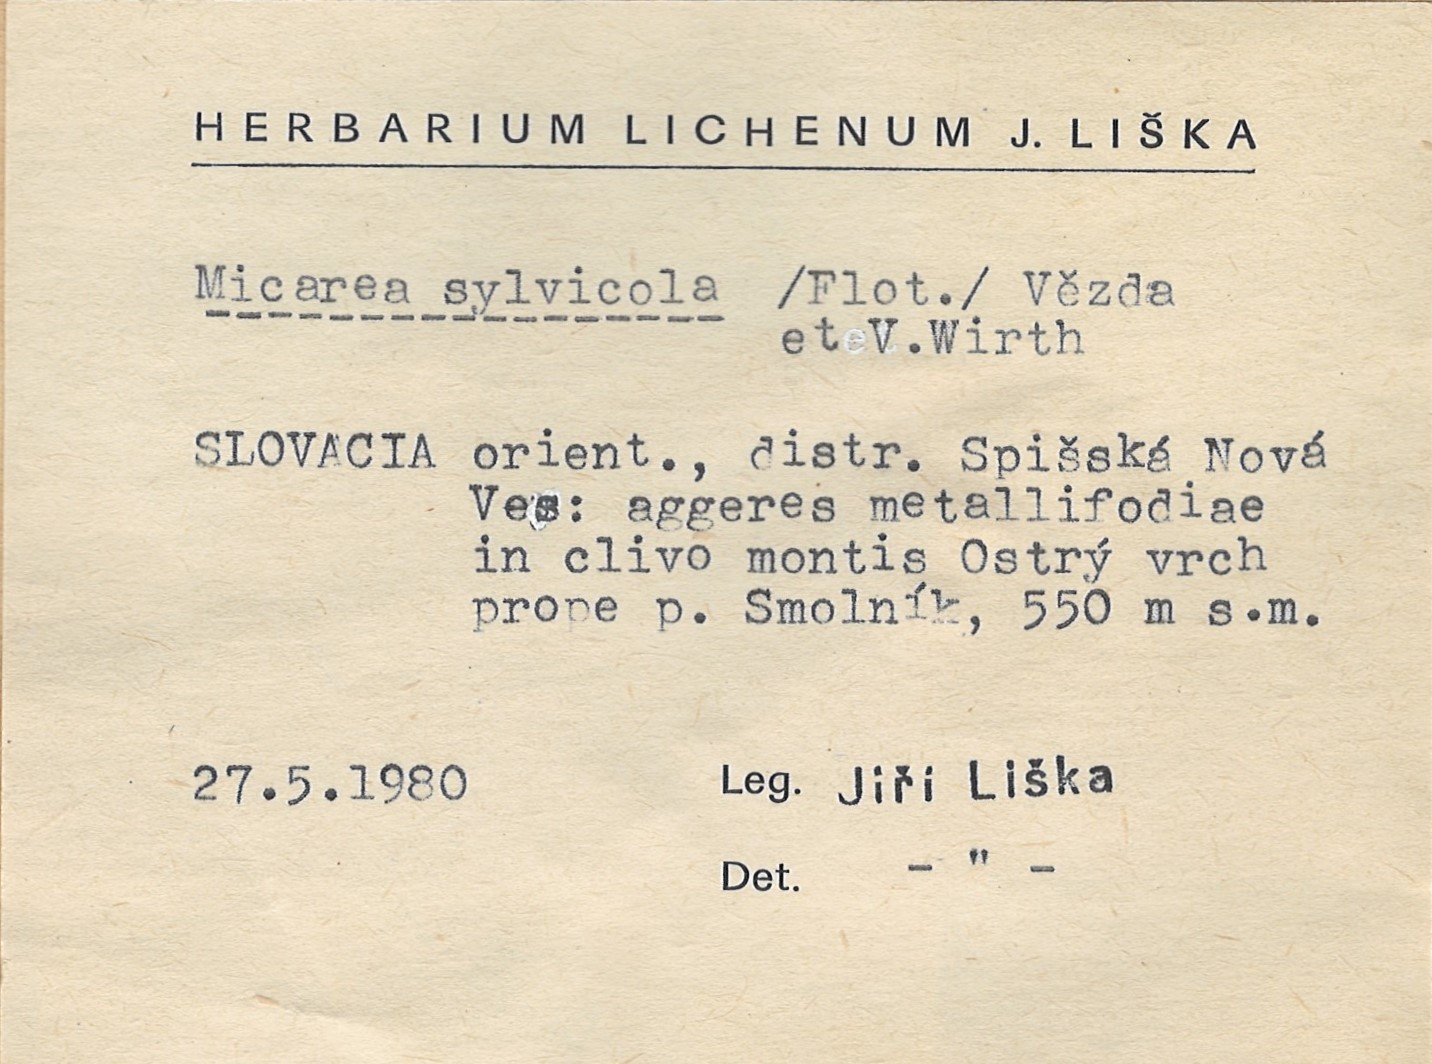 HERBARIUM LICHENUM J. LIŠKA
Micarea sylvicola /Flot./ Vězda
et V.Wirth
SLOVACIA orient., distr. Spišská Nová
Ves: aggeres metallifodiae
in clivo montis Ostrý vrch
prope p. Smolník, 550 m s.m.
27.5.1980 Leg. Jiří Liška
Det. - " -